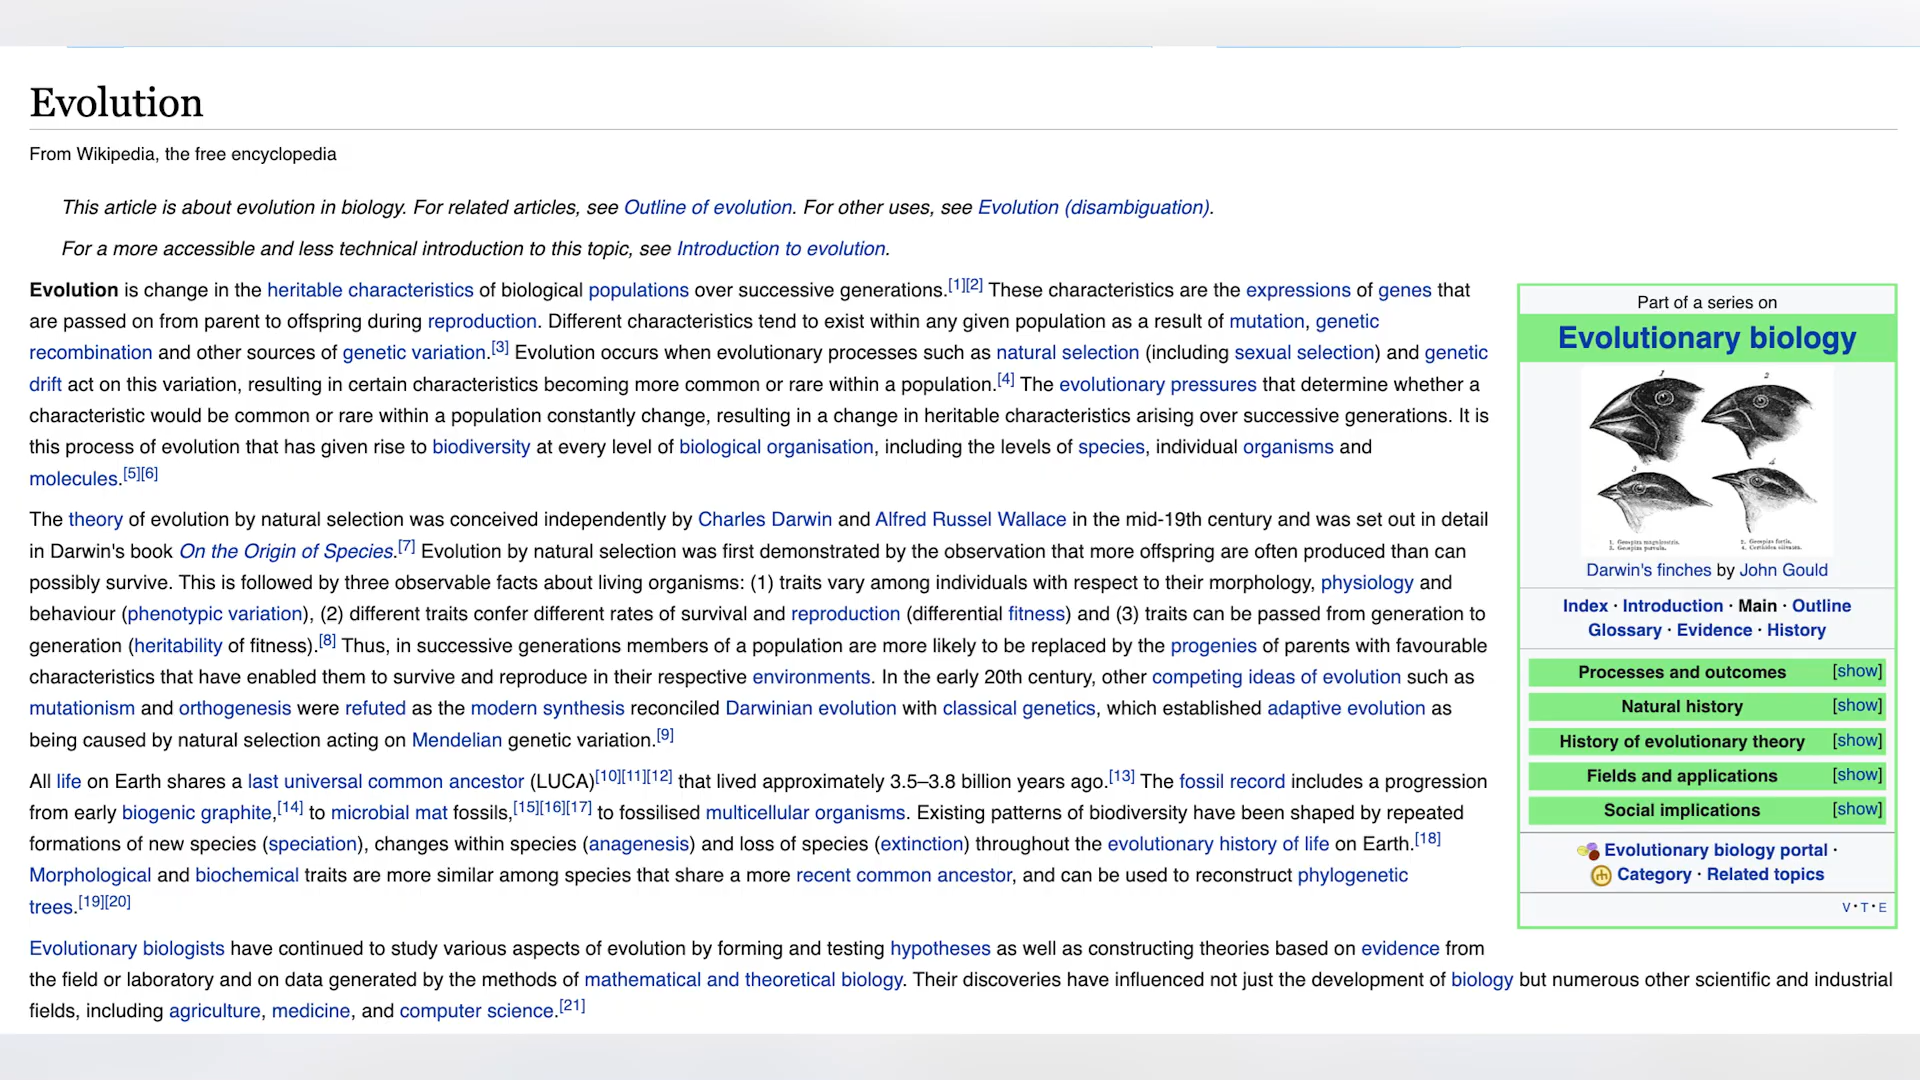 Evolution
From Wikipedia, the free encyclopedia
This article is about evolution in biology. For related articles, see Outline of evolution. For other uses, see Evolution (disambiguation).
For a more accessible and less technical introduction to this topic, see Introduction to evolution.
Evolution is change in the heritable characteristics of biological populations over successive generations.[1][2] These characteristics are the expressions of genes that
are passed on from parent to offspring during reproduction. Different characteristics tend to exist within any given population as a result of mutation, genetic
recombination and other sources of genetic variation.[3] Evolution occurs when evolutionary processes such as natural selection (including sexual selection) and genetic
drift act on this variation, resulting in certain characteristics becoming more common or rare within a population.[4] The evolutionary pressures that determine whether a
characteristic would be common or rare within a population constantly change, resulting in a change in heritable characteristics arising over successive generations. It is
this process of evolution that has given rise to biodiversity at every level of biological organisation, including the levels of species, individual organisms and
molecules.[5][6]
The theory of evolution by natural selection was conceived independently by Charles Darwin and Alfred Russel Wallace in the mid-19th century and was set out in detail
in Darwin's book On the Origin of Species.[7] Evolution by natural selection was first demonstrated by the observation that more offspring are often produced than can
possibly survive. This is followed by three observable facts about living organisms: (1) traits vary among individuals with respect to their morphology, physiology and
behaviour (phenotypic variation), (2) different traits confer different rates of survival and reproduction (differential fitness) and (3) traits can be passed from generation to
generation (heritability of fitness).[8] Thus, in successive generations members of a population are more likely to be replaced by the progenies of parents with favourable
characteristics that have enabled them to survive and reproduce in their respective environments. In the early 20th century, other competing ideas of evolution such as
mutationism and orthogenesis were refuted as the modern synthesis reconciled Darwinian evolution with classical genetics, which established adaptive evolution as
being caused by natural selection acting on Mendelian genetic variation.[9]
All life on Earth shares a last universal common ancestor (LUCA)[10][11][12] that lived approximately 3.5–3.8 billion years ago.[13] The fossil record includes a progression
from early biogenic graphite,[14] to microbial mat fossils,[15][16][17] to fossilised multicellular organisms. Existing patterns of biodiversity have been shaped by repeated
formations of new species (speciation), changes within species (anagenesis) and loss of species (extinction) throughout the evolutionary history of life on Earth.[18]
Morphological and biochemical traits are more similar among species that share a more recent common ancestor, and can be used to reconstruct phylogenetic
trees.[19][20]
Evolutionary biologists have continued to study various aspects of evolution by forming and testing hypotheses as well as constructing theories based on evidence from
the field or laboratory and on data generated by the methods of mathematical and theoretical biology. Their discoveries have influenced not just the development of biology but numerous other scientific and industrial
fields, including agriculture, medicine, and computer science.[21]
Part of a series on
Evolutionary biology
1 2
3 4
1. Geospiza magnirostris. 2. Geospiza fortis.
3. Geospiza parvula. 4. Certhidea olivacea.
Darwin's finches by John Gould
Index · Introduction · Main · Outline
Glossary · Evidence · History
Processes and outcomes [show]
Natural history [show]
History of evolutionary theory [show]
Fields and applications [show]
Social implications [show]
Evolutionary biology portal ·
Category · Related topics
V · T · E